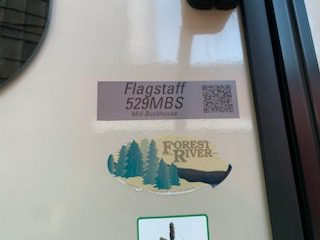 Flagstaff
529MBS
Mid-Bunkhouse
FOREST
RIVER